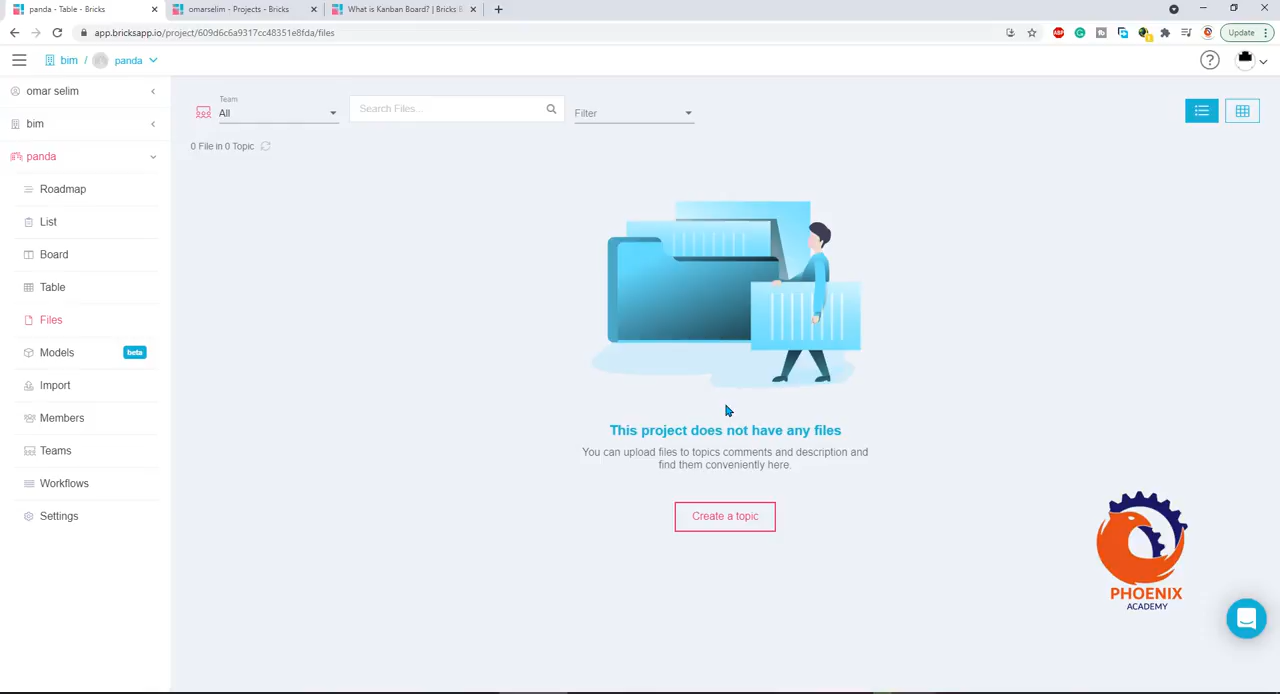 panda - Table - Bricks
omarselim - Projects - Bricks
What is Kanban Board? | Bricks
app.bricksapp.io/project/609d6c6a9317cc48351e8fda/files
ABP
Update
bim / panda
?
omar selim
bim
panda
Roadmap
List
Board
Table
Files
Models
beta
Import
Members
Teams
Workflows
Settings
Team
All
Search Files...
Filter
0 File in 0 Topic
This project does not have any files
You can upload files to topics comments and description and
find them conveniently here.
Create a topic
PHOENIX
ACADEMY